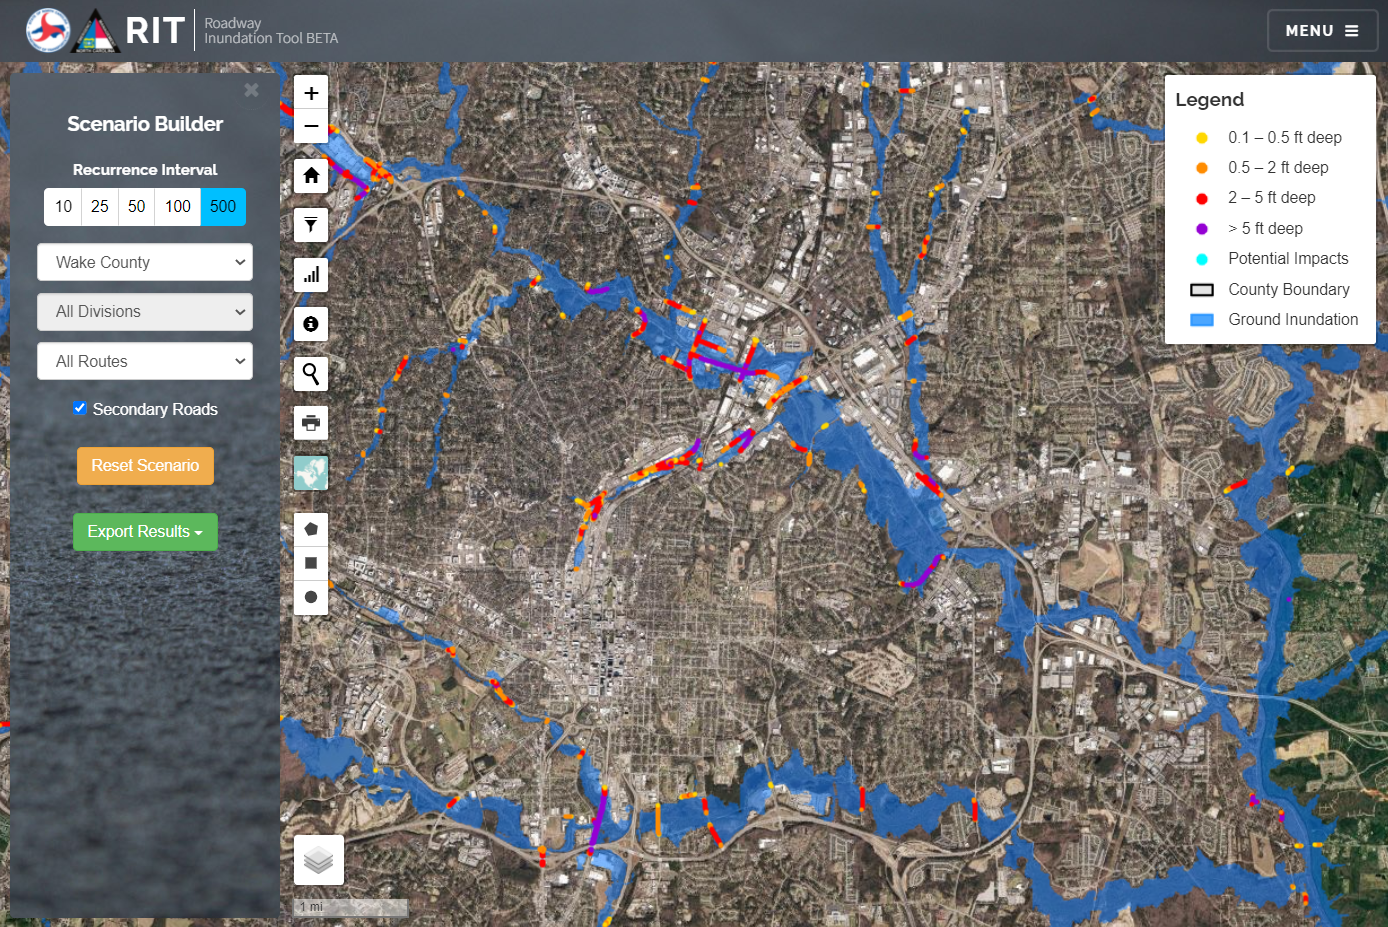 RIT
Roadway
Inundation Tool BETA
MENU
Scenario Builder
Recurrence Interval
10 25 50 100 500
Wake County
All Divisions
All Routes
Secondary Roads
Reset Scenario
Export Results
1 mi
Legend
0.1 – 0.5 ft deep
0.5 – 2 ft deep
2 – 5 ft deep
> 5 ft deep
Potential Impacts
County Boundary
Ground Inundation